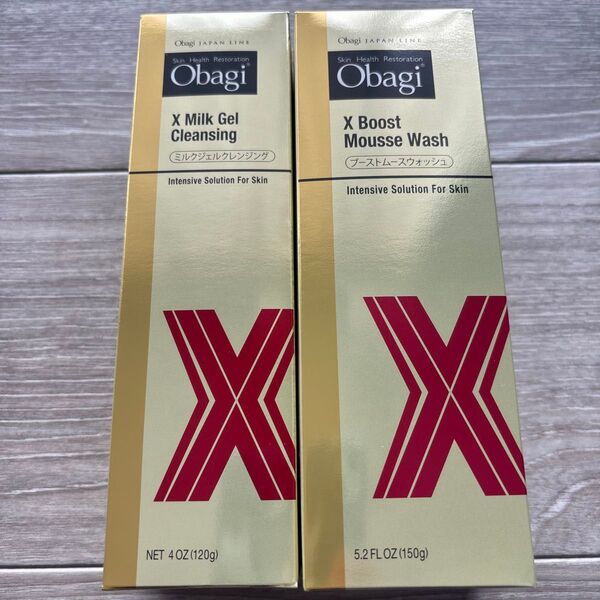 Obagi JAPAN LINE
Skin Health Restoration
Obagi®
X Milk Gel
Cleansing
ミルクジェルクレンジング
Intensive Solution For Skin
X
NET 4 OZ (120g)
Obagi JAPAN LINE
Skin Health Restoration
Obagi®
X Boost
Mousse Wash
ブーストムースウォッシュ
Intensive Solution For Skin
X
5.2 FL OZ (150g)